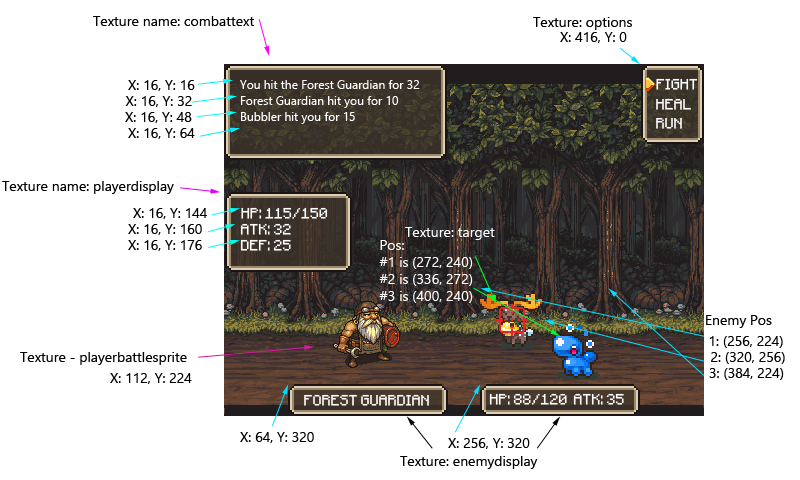 Texture name: combattext
Texture: options
X: 416, Y: 0
X: 16, Y: 16
X: 16, Y: 32
X: 16, Y: 48
X: 16, Y: 64
You hit the Forest Guardian for 32
Forest Guardian hit you for 10
Bubbler hit you for 15
FIGHT
HEAL
RUN
Texture name: playerdisplay
X: 16, Y: 144
X: 16, Y: 160
X: 16, Y: 176
HP:115/150
ATK:32
DEF:25
Texture: target
Pos:
#1 is (272, 240)
#2 is (336, 272)
#3 is (400, 240)
Enemy Pos
1: (256, 224)
2: (320, 256)
3: (384, 224)
Texture - playerbattlesprite
X: 112, Y: 224
FOREST GUARDIAN
HP:88/120 ATK:35
X: 64, Y: 320
X: 256, Y: 320
Texture: enemydisplay